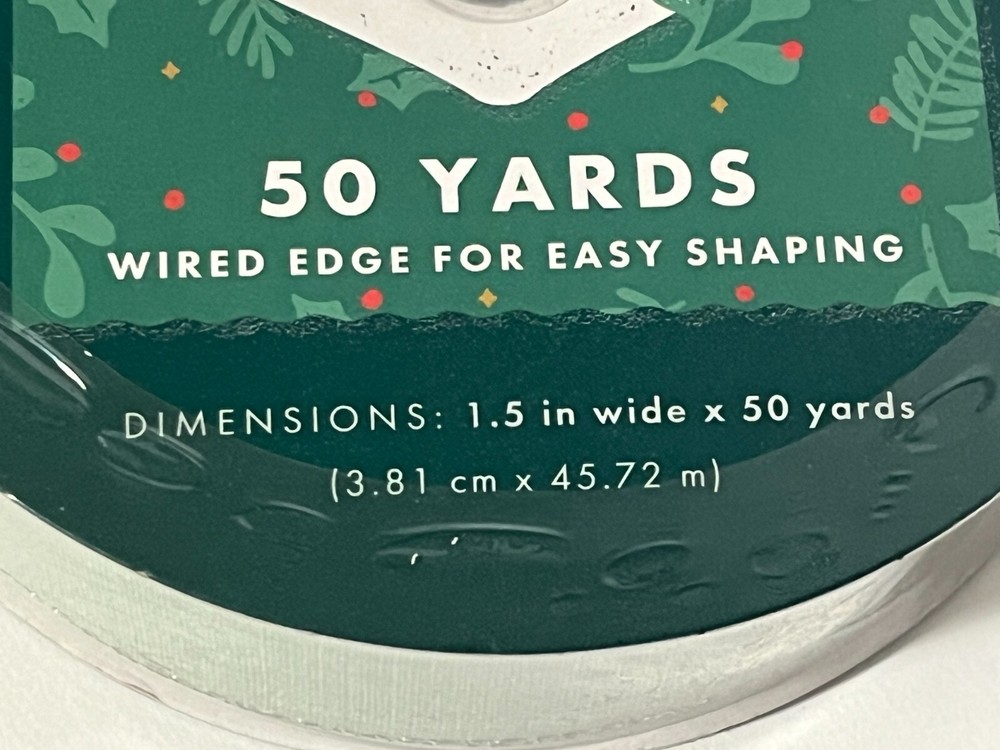 50 YARDS
WIRED EDGE FOR EASY SHAPING
DIMENSIONS: 1.5 in wide x 50 yards
(3.81 cm x 45.72 m)